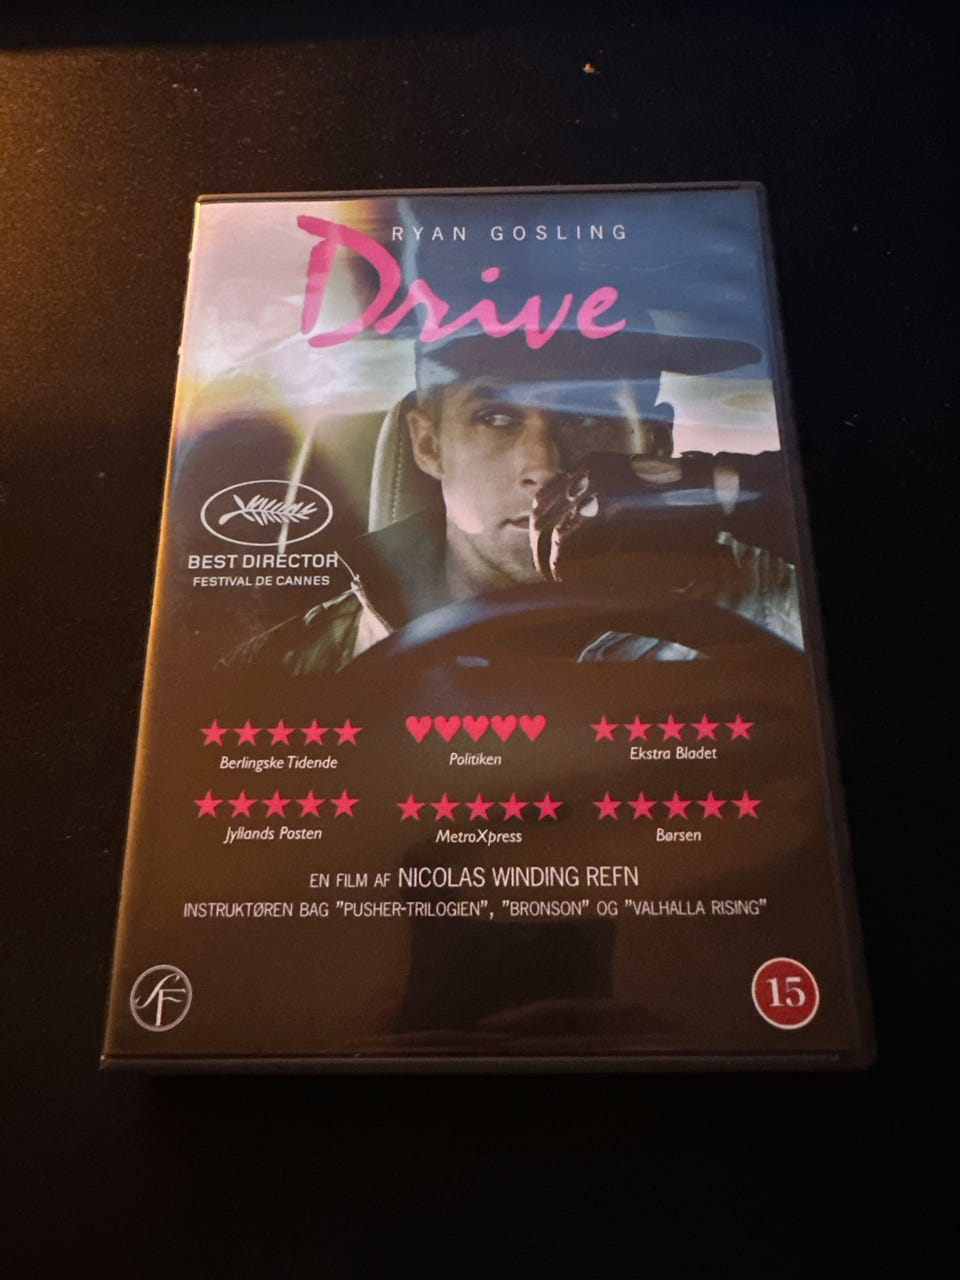 RYAN GOSLING
Drive
BEST DIRECTOR
FESTIVAL DE CANNES
Berlingske Tidende
Politiken
Ekstra Bladet
Jyllands Posten
MetroXpress
Børsen
EN FILM AF NICOLAS WINDING REFN
INSTRUKTØREN BAG "PUSHER-TRILOGIEN", "BRONSON" OG "VALHALLA RISING"
SF
15